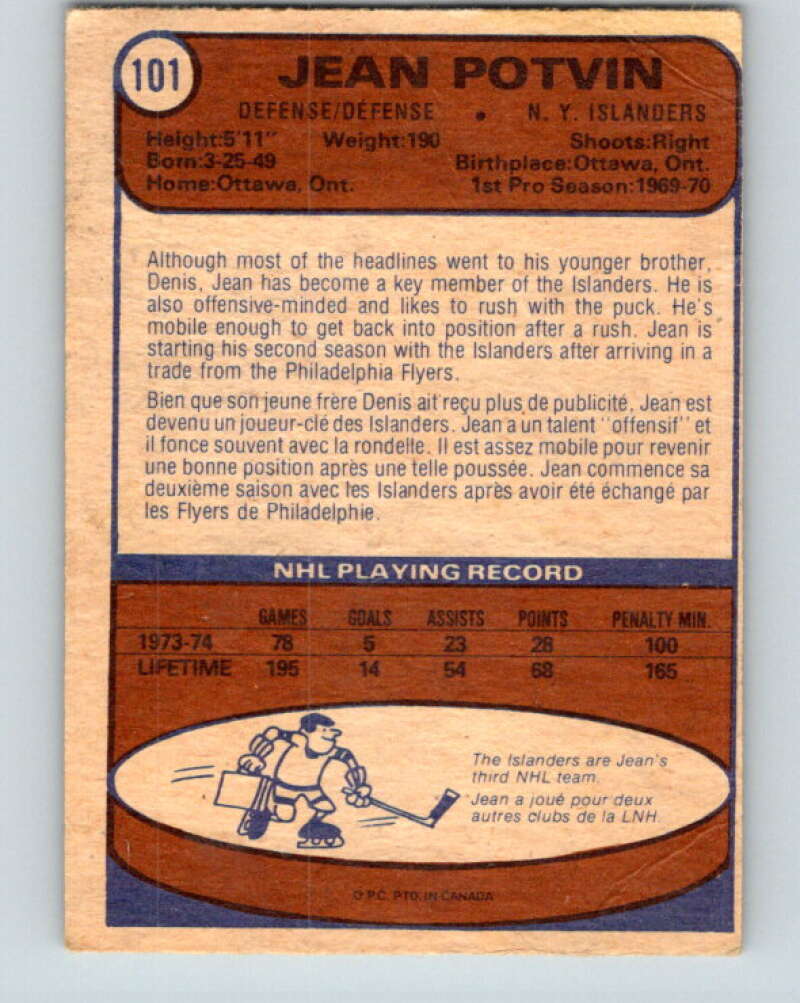 101
JEAN POTVIN
DEFENSE/DÉFENSE • N. Y. ISLANDERS
Height:5'11" Weight:190 Shoots:Right
Born:3-25-49 Birthplace:Ottawa, Ont.
Home:Ottawa, Ont. 1st Pro Season:1969-70
Although most of the headlines went to his younger brother,
Denis, Jean has become a key member of the Islanders. He is
also offensive-minded and likes to rush with the puck. He's
mobile enough to get back into position after a rush. Jean is
starting his second season with the Islanders after arriving in a
trade from the Philadelphia Flyers.
Bien que son jeune frère Denis ait reçu plus de publicité, Jean est
devenu un joueur-clé des Islanders. Jean a un talent "offensif" et
il fonce souvent avec la rondelle. Il est assez mobile pour revenir
une bonne position après une telle poussée. Jean commence sa
deuxième saison avec les Islanders après avoir été échangé par
les Flyers de Philadelphie.
NHL PLAYING RECORD
GAMES GOALS ASSISTS POINTS PENALTY MIN.
1973-74 78 5 23 28 100
LIFETIME 195 14 54 68 165
The Islanders are Jean's
third NHL team.
Jean a joué pour deux
autres clubs de la LNH.
O.P.C. PTD. IN CANADA